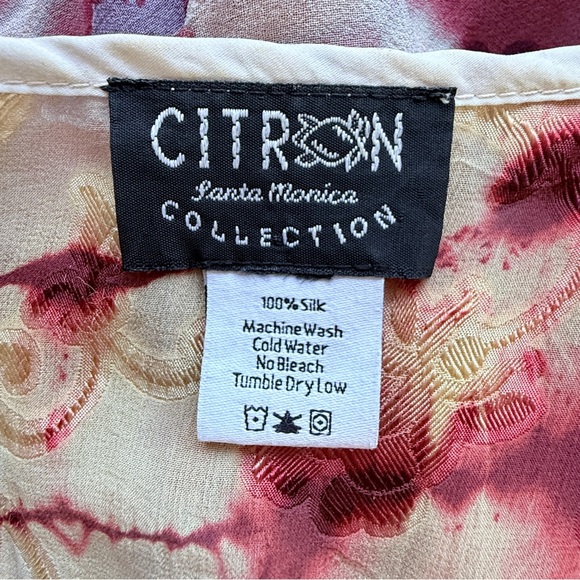 CITRON
Santa Monica
COLLECTION
100% Silk
Machine Wash
Cold Water
No Bleach
Tumble Dry Low